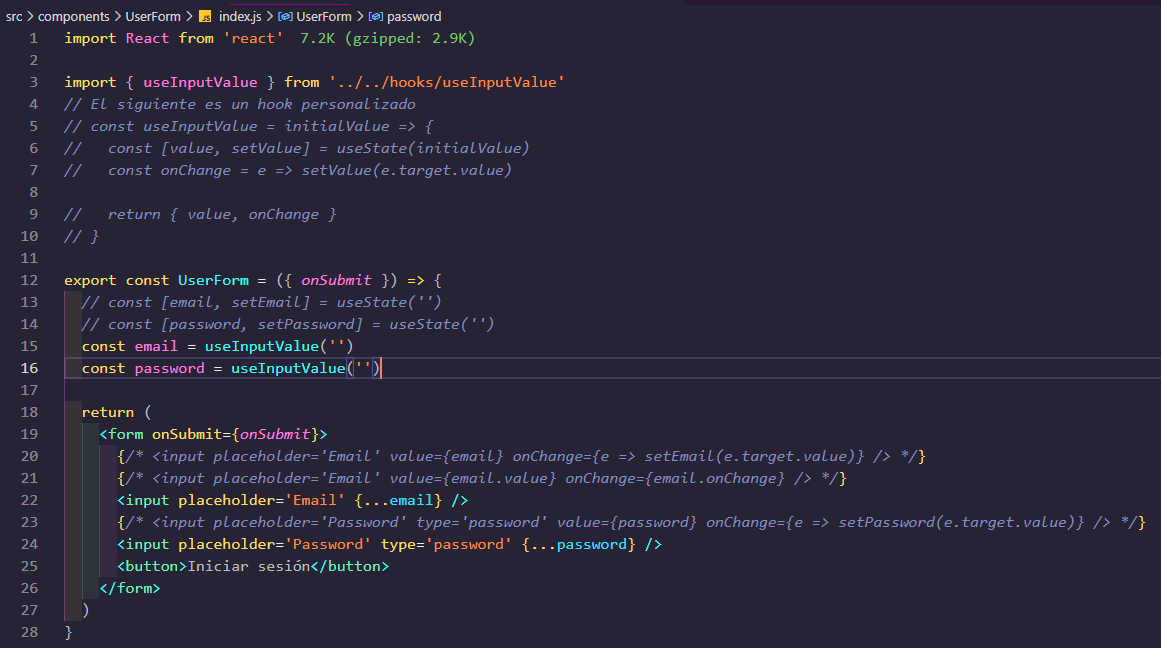 src > components > UserForm > JS index.js > UserForm > password
1 import React from 'react' 7.2K (gzipped: 2.9K)
2
3 import { useInputValue } from '../../hooks/useInputValue'
4 // El siguiente es un hook personalizado
5 // const useInputValue = initialValue => {
6 //   const [value, setValue] = useState(initialValue)
7 //   const onChange = e => setValue(e.target.value)
8
9 //   return { value, onChange }
10 // }
11
12 export const UserForm = ({ onSubmit }) => {
13   // const [email, setEmail] = useState('')
14   // const [password, setPassword] = useState('')
15   const email = useInputValue('')
16   const password = useInputValue('')
17
18   return (
19     <form onSubmit={onSubmit}>
20       {/* <input placeholder='Email' value={email} onChange={e => setEmail(e.target.value)} /> */}
21       {/* <input placeholder='Email' value={email.value} onChange={email.onChange} /> */}
22       <input placeholder='Email' {...email} />
23       {/* <input placeholder='Password' type='password' value={password} onChange={e => setPassword(e.target.value)} /> */}
24       <input placeholder='Password' type='password' {...password} />
25       <button>Iniciar sesión</button>
26     </form>
27   )
28 }